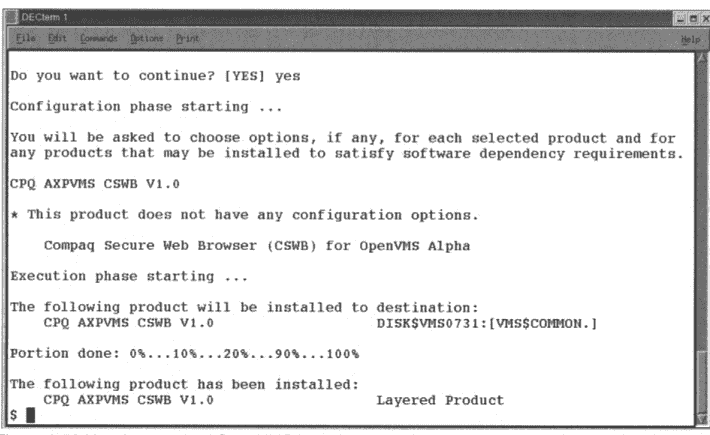 DECterm 1
File Edit Commands Options Print Help
Do you want to continue? [YES] yes
Configuration phase starting ...
You will be asked to choose options, if any, for each selected product and for
any products that may be installed to satisfy software dependency requirements.
CPQ AXPVMS CSWB V1.0
* This product does not have any configuration options.
Compaq Secure Web Browser (CSWB) for OpenVMS Alpha
Execution phase starting ...
The following product will be installed to destination:
CPQ AXPVMS CSWB V1.0 DISK$VMS0731:[VMS$COMMON.]
Portion done: 0%...10%...20%...90%...100%
The following product has been installed:
CPQ AXPVMS CSWB V1.0 Layered Product
$